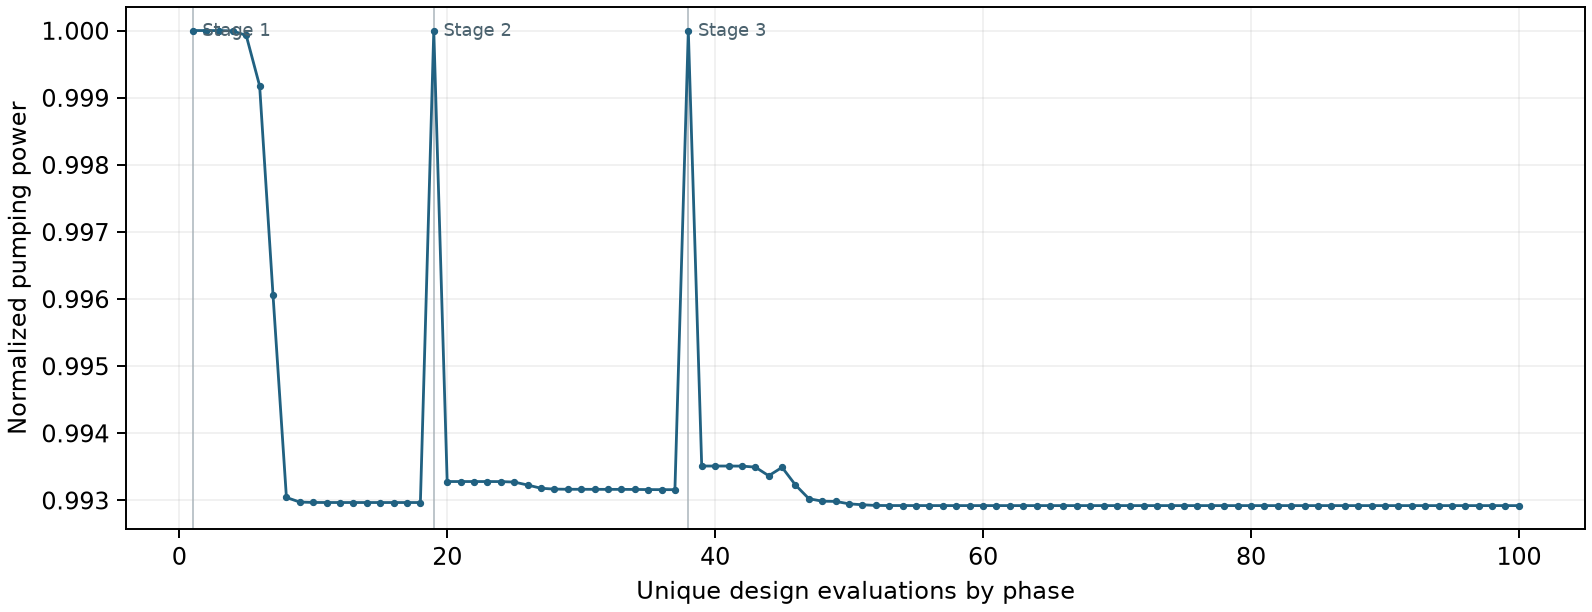 Normalized pumping power
1.000
0.999
0.998
0.997
0.996
0.995
0.994
0.993
Stage 1
Stage 2
Stage 3
0
20
40
60
80
100
Unique design evaluations by phase